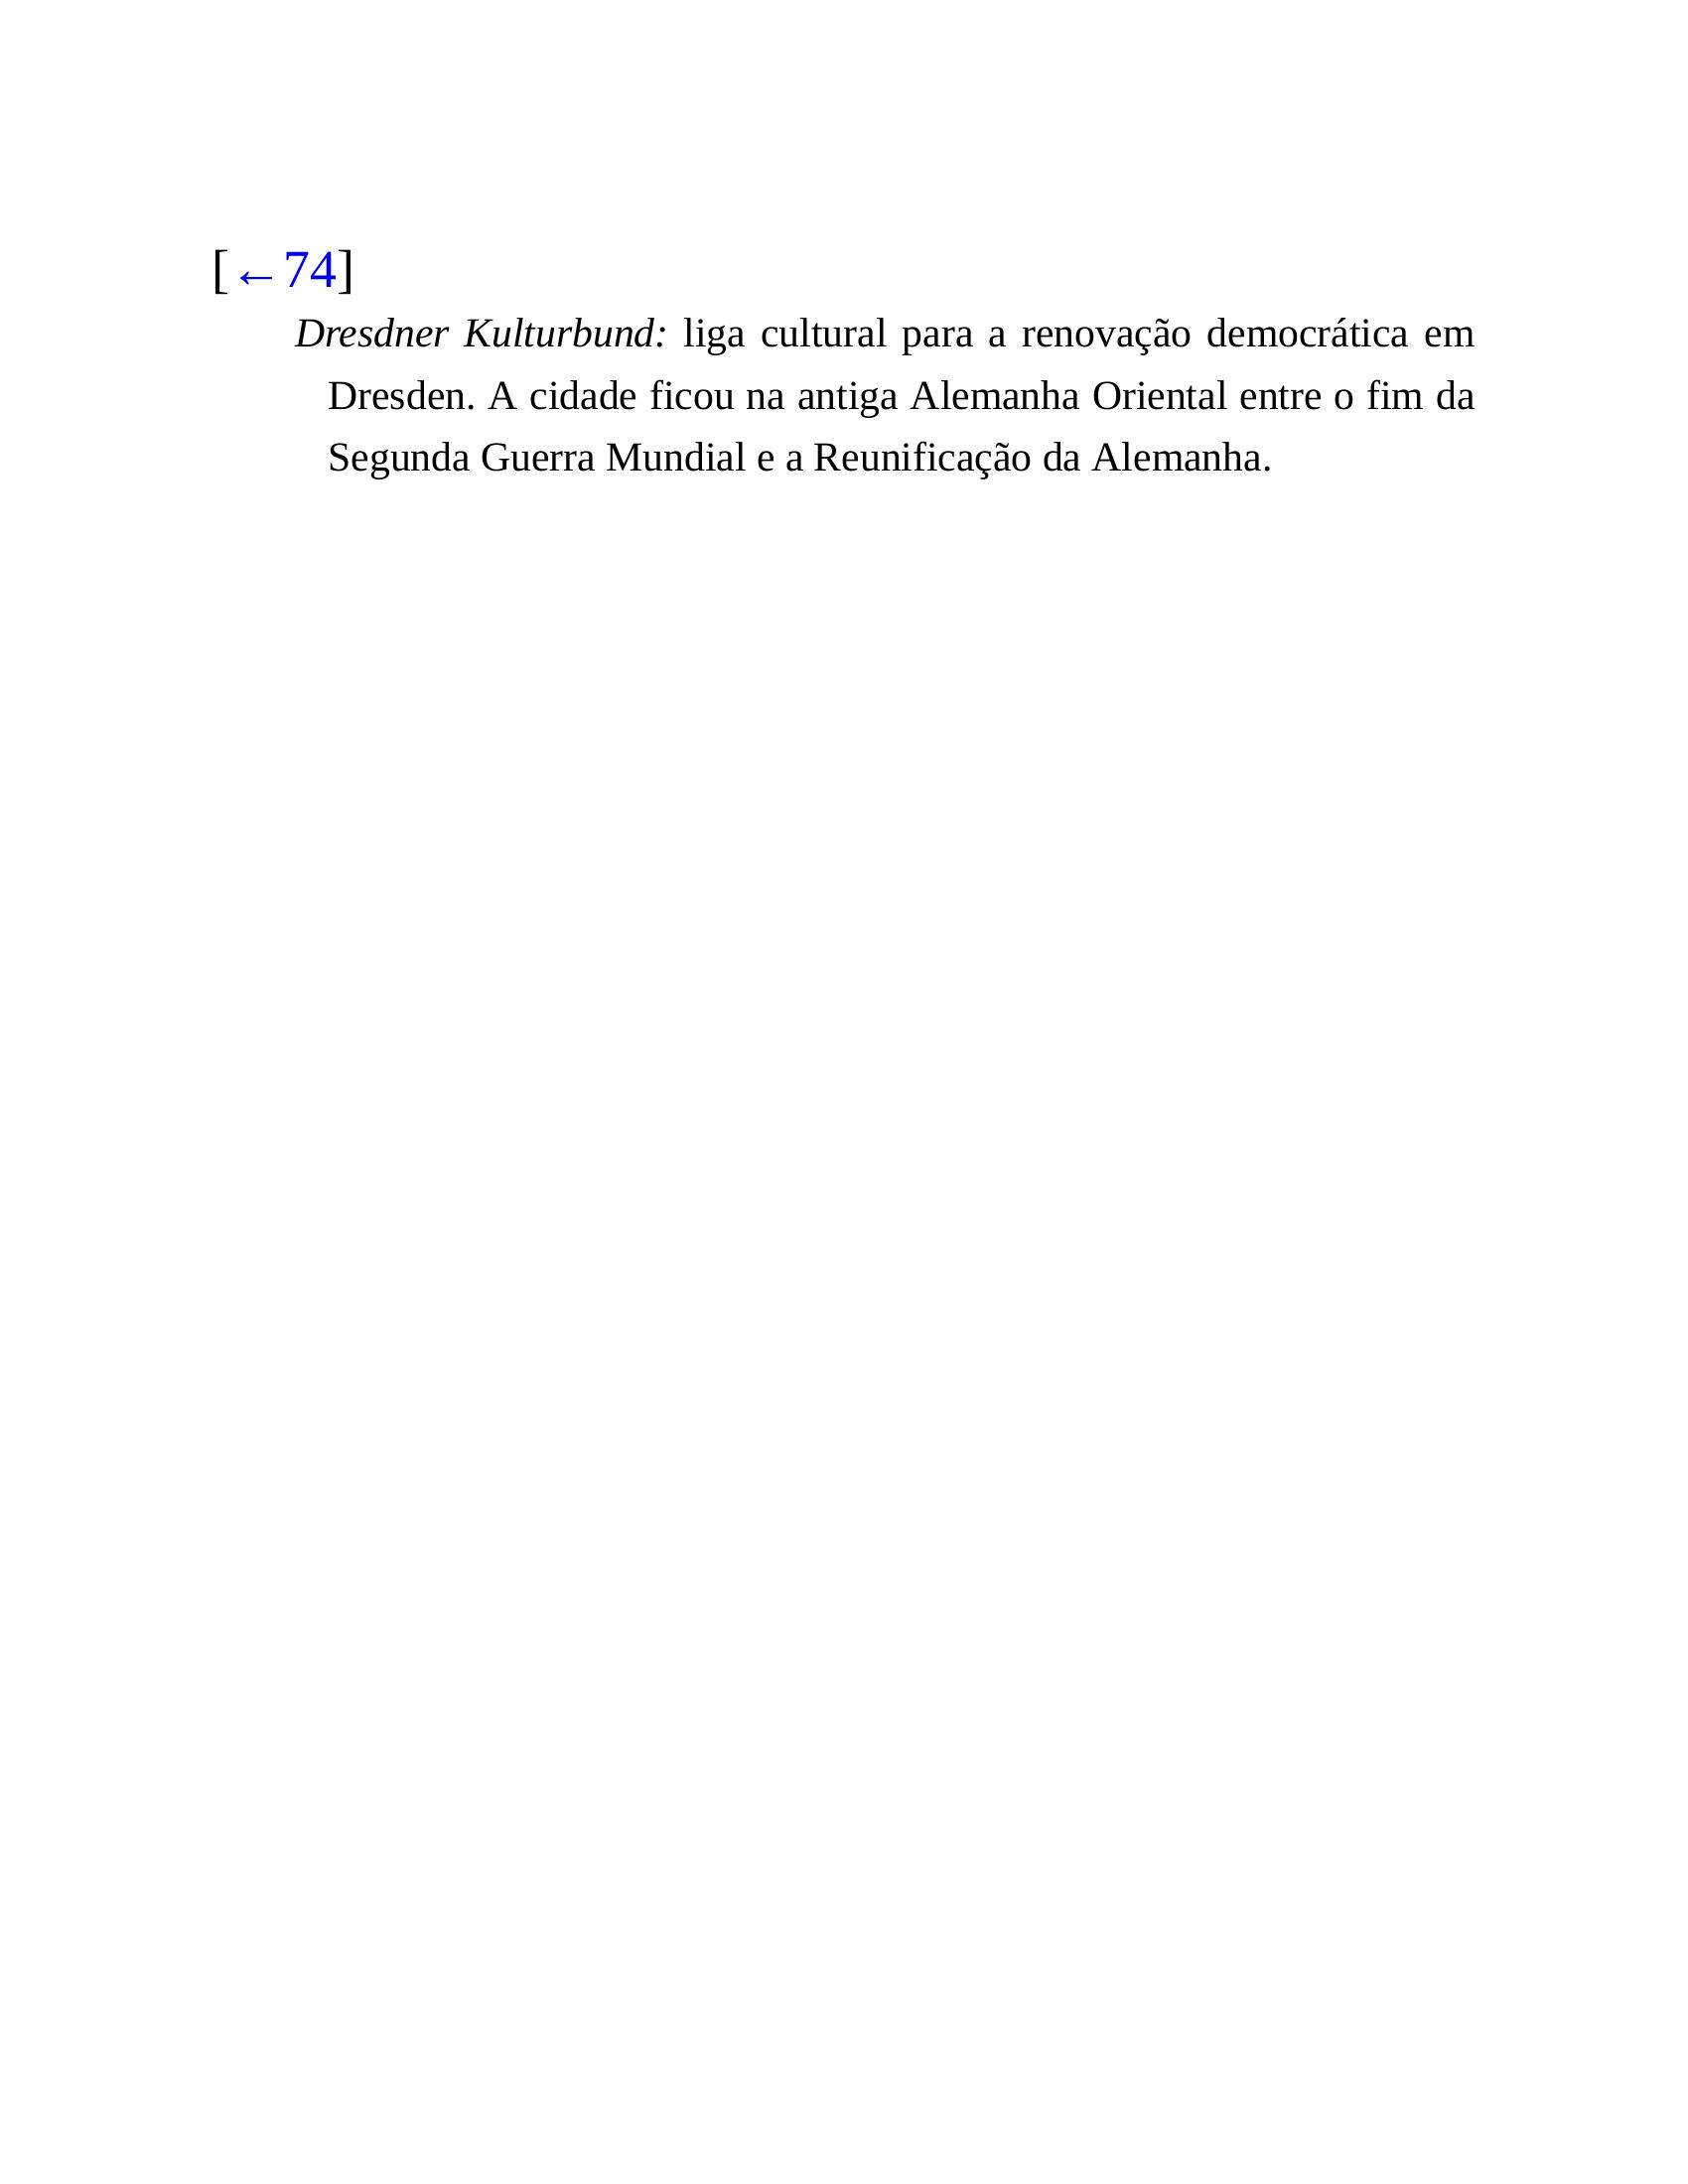 [←74]
Dresdner Kulturbund: liga cultural para a renovação democrática em
Dresden. A cidade ficou na antiga Alemanha Oriental entre o fim da
Segunda Guerra Mundial e a Reunificação da Alemanha.